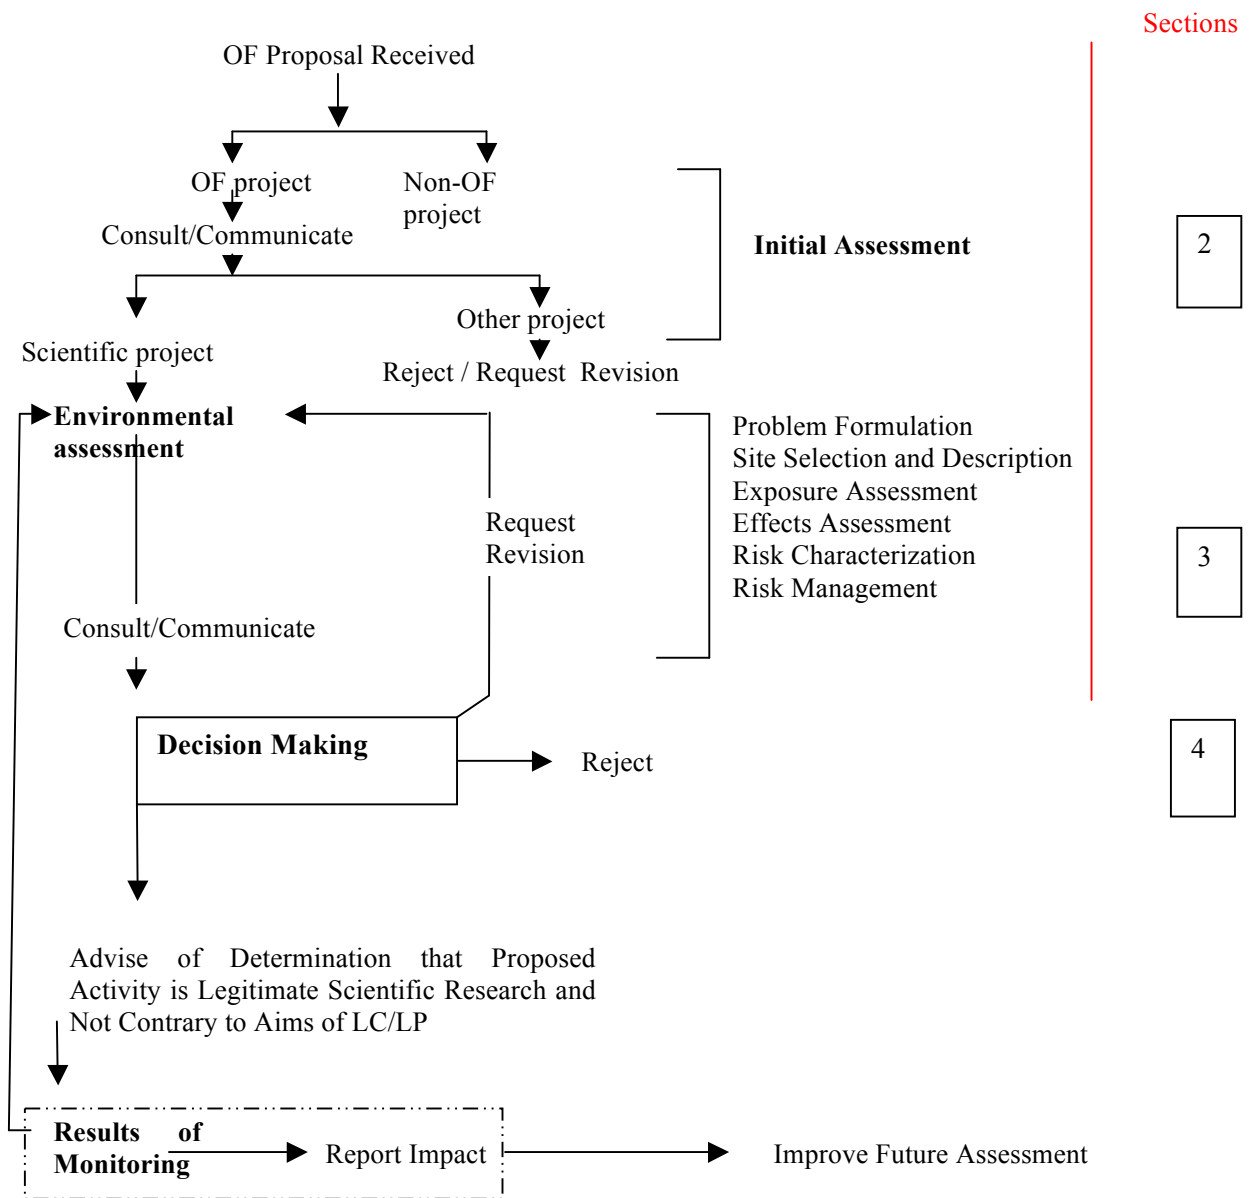 Sections
OF Proposal Received
OF project
Non-OF
project
Consult/Communicate
Initial Assessment
2
Other project
Scientific project
Reject / Request Revision
Environmental
assessment
Problem Formulation
Site Selection and Description
Exposure Assessment
Effects Assessment
Risk Characterization
Risk Management
Request
Revision
3
Consult/Communicate
Decision Making
Reject
4
Advise of Determination that Proposed
Activity is Legitimate Scientific Research and
Not Contrary to Aims of LC/LP
Results of
Monitoring
Report Impact
Improve Future Assessment